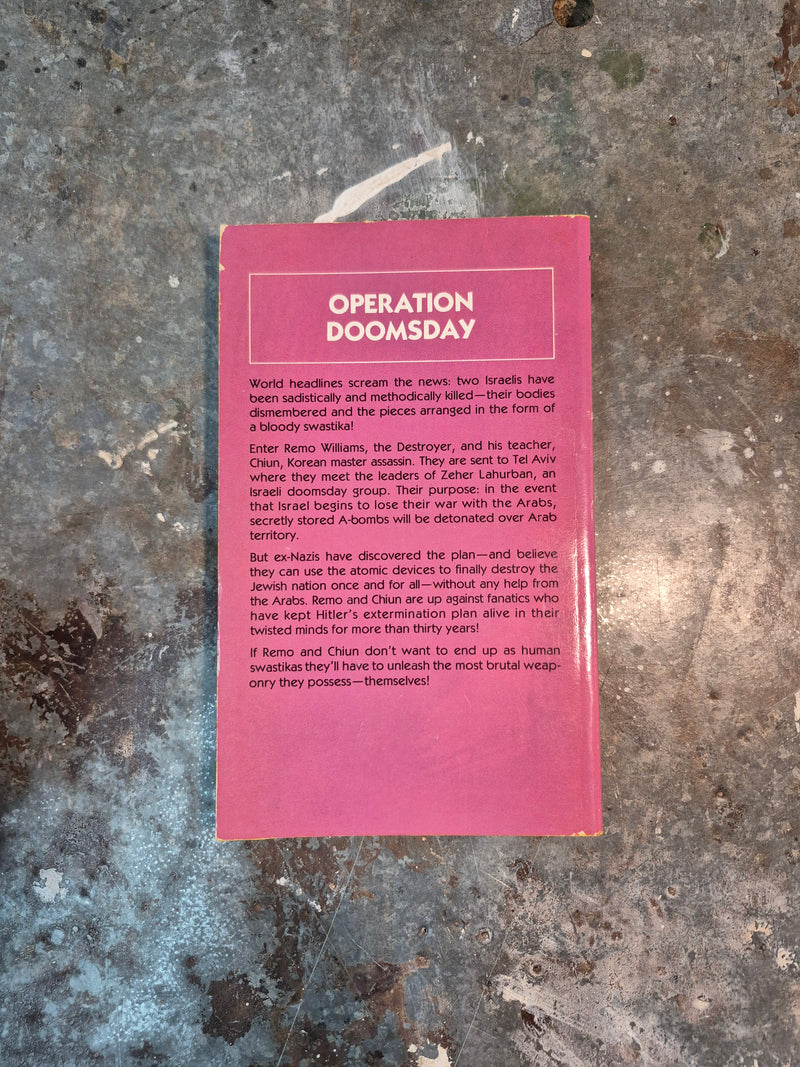 OPERATION
DOOMSDAY
World headlines scream the news: two Israelis have
been sadistically and methodically killed—their bodies
dismembered and the pieces arranged in the form of
a bloody swastika!
Enter Remo Williams, the Destroyer, and his teacher,
Chiun, Korean master assassin. They are sent to Tel Aviv
where they meet the leaders of Zeher Lahurban, an
Israeli doomsday group. Their purpose: in the event
that Israel begins to lose their war with the Arabs,
secretly stored A-bombs will be detonated over Arab
territory.
But ex-Nazis have discovered the plan—and believe
they can use the atomic devices to finally destroy the
Jewish nation once and for all—without any help from
the Arabs. Remo and Chiun are up against fanatics who
have kept Hitler's extermination plan alive in their
twisted minds for more than thirty years!
If Remo and Chiun don't want to end up as human
swastikas they'll have to unleash the most brutal weap-
onry they possess—themselves!